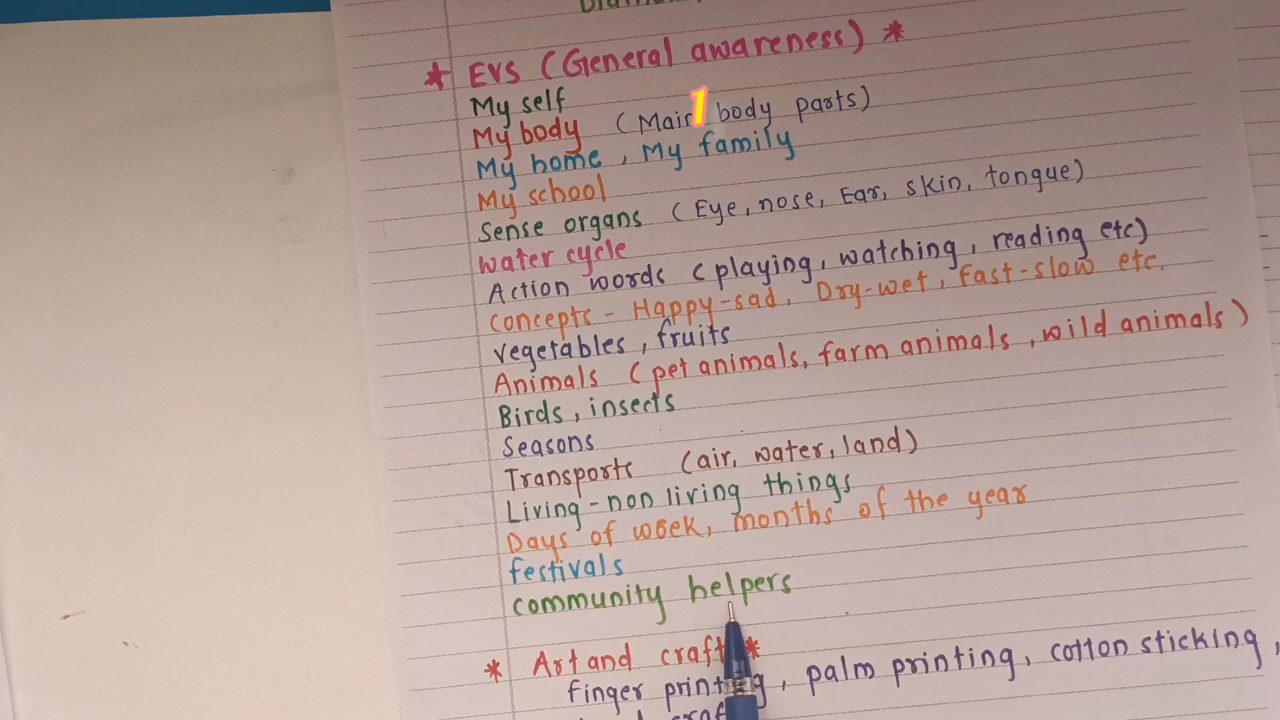 * EVS (General awareness) *
My self
My body (Main body parts)
1
My home, My family
My school
Sense organs (Eye, nose, Ear, skin, tongue)
water cycle
Action words (playing, watching, reading etc)
concepts - Happy-sad, Dry-wet, fast-slow etc.
vegetables, fruits
Animals (pet animals, farm animals, wild animals)
Birds, insects
Seasons
Transports (air, water, land)
Living-non living things
Days of week, months of the year
festivals
community helpers
* Art and craft *
finger printing, palm printing, cotton sticking,